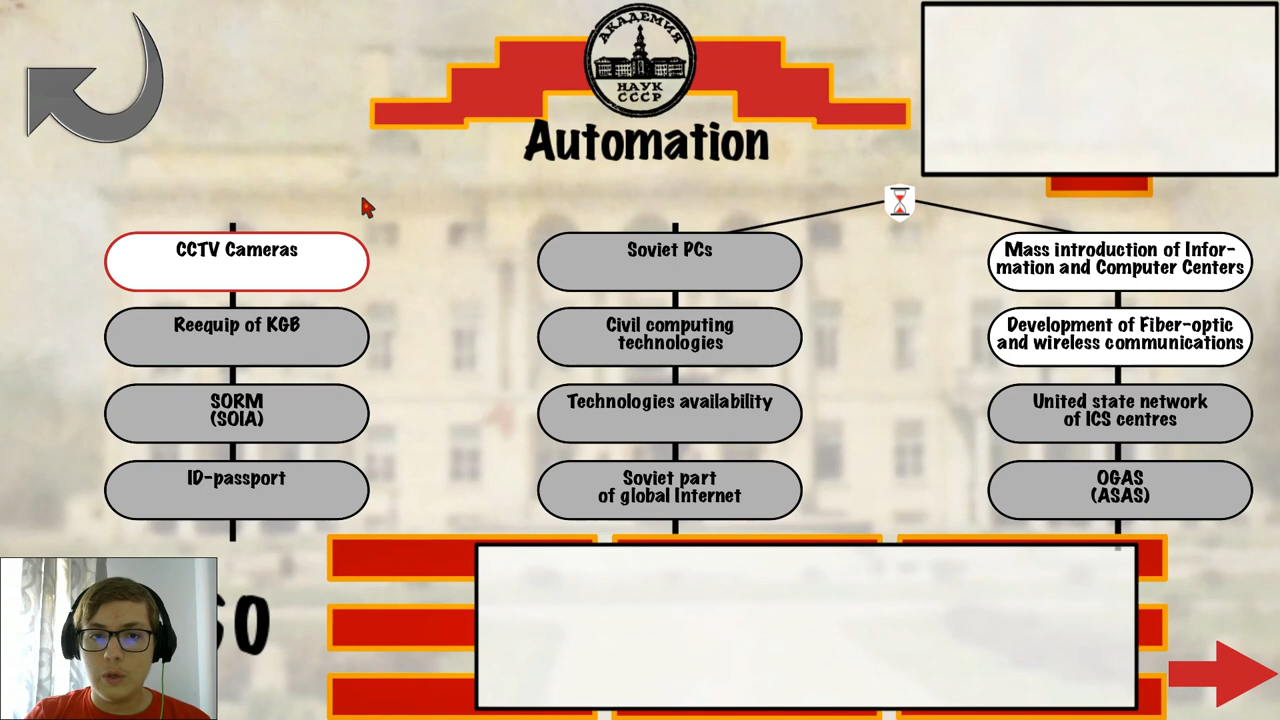 АКАДЕМИЯ
НАУК
СССР
Automation
CCTV Cameras
Soviet PCs
Mass introduction of Infor-
mation and Computer Centers
Reequip of KGB
Civil computing
technologies
Development of Fiber-optic
and wireless communications
SORM
(SOIA)
Technologies availability
United state network
of ICS centres
ID-passport
Soviet part
of global Internet
OGAS
(ASAS)